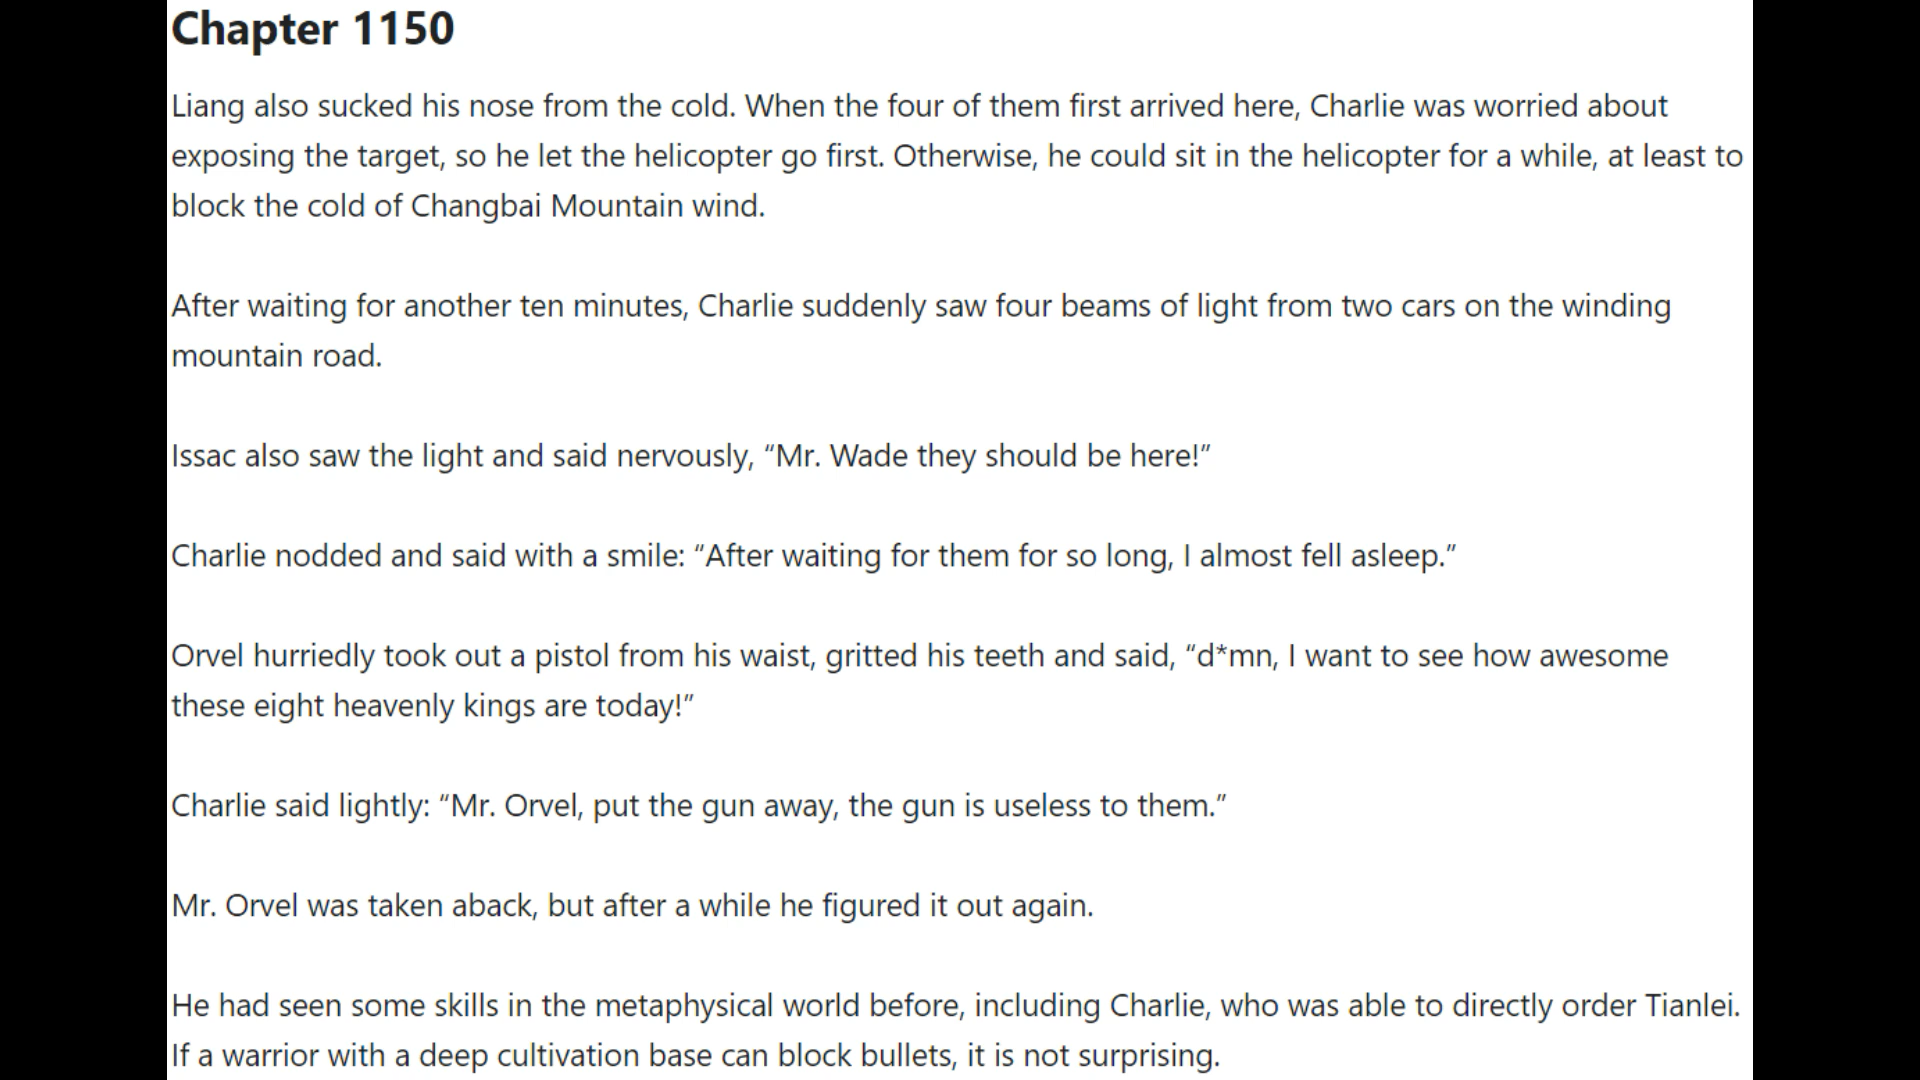 Chapter 1150
Liang also sucked his nose from the cold. When the four of them first arrived here, Charlie was worried about
exposing the target, so he let the helicopter go first. Otherwise, he could sit in the helicopter for a while, at least to
block the cold of Changbai Mountain wind.
After waiting for another ten minutes, Charlie suddenly saw four beams of light from two cars on the winding
mountain road.
Issac also saw the light and said nervously, “Mr. Wade they should be here!”
Charlie nodded and said with a smile: “After waiting for them for so long, I almost fell asleep.”
Orvel hurriedly took out a pistol from his waist, gritted his teeth and said, “d*mn, I want to see how awesome
these eight heavenly kings are today!”
Charlie said lightly: “Mr. Orvel, put the gun away, the gun is useless to them.”
Mr. Orvel was taken aback, but after a while he figured it out again.
He had seen some skills in the metaphysical world before, including Charlie, who was able to directly order Tianlei.
If a warrior with a deep cultivation base can block bullets, it is not surprising.